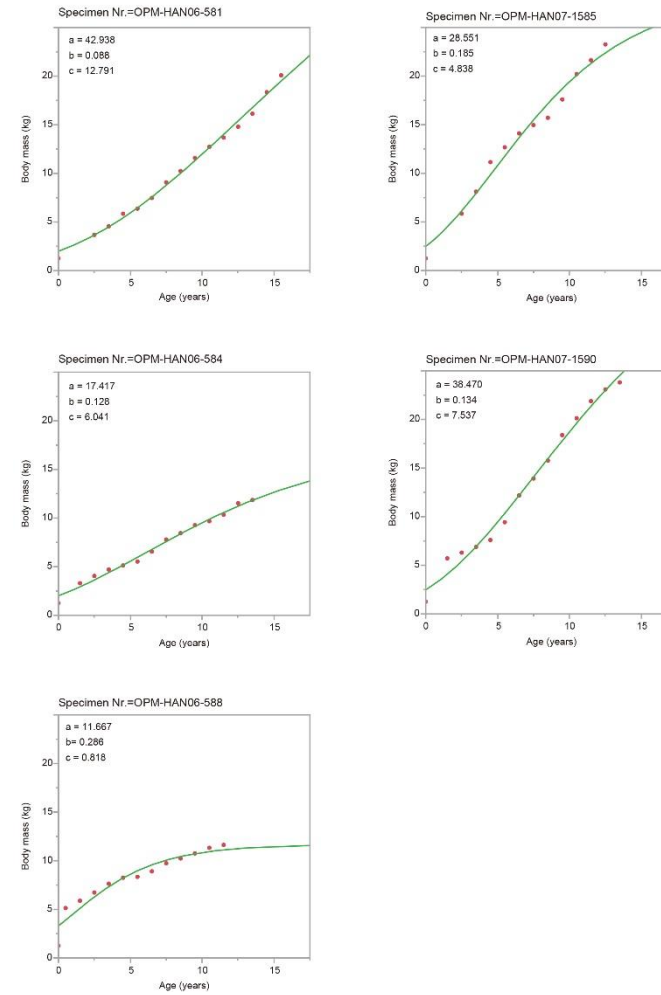 Specimen Nr.=OPM-HAN06-581
a = 42.938
b = 0.088
c = 12.791
Body mass (kg)
20
15
10
5
0
0 5 10 15
Age (years)
Specimen Nr.=OPM-HAN07-1585
a = 28.551
b = 0.185
c = 4.838
Body mass (kg)
20
15
10
5
0
0 5 10 15
Age (years)
Specimen Nr.=OPM-HAN06-584
a = 17.417
b = 0.128
c = 6.041
Body mass (kg)
20
15
10
5
0
0 5 10 15
Age (years)
Specimen Nr.=OPM-HAN07-1590
a = 38.470
b = 0.134
c = 7.537
Body mass (kg)
20
15
10
5
0
0 5 10 15
Age (years)
Specimen Nr.=OPM-HAN06-588
a = 11.667
b= 0.286
c = 0.818
Body mass (kg)
20
15
10
5
0
0 5 10 15
Age (years)